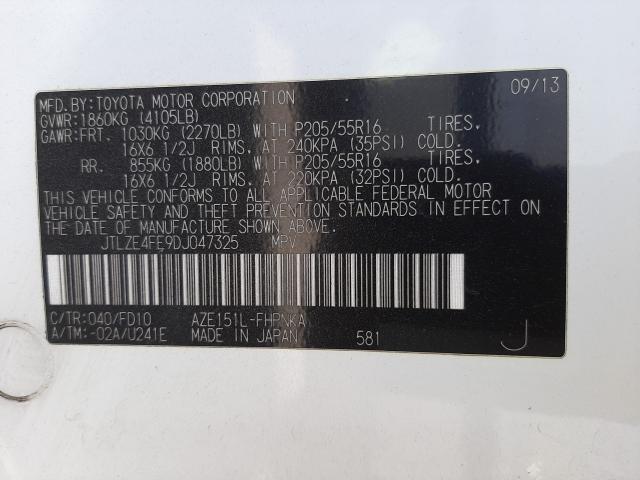 MFD.BY:TOYOTA MOTOR CORPORATION 09/13
GVWR:1860KG (4105LB)
GAWR:FRT. 1030KG (2270LB) WITH P205/55R16 TIRES,
16X6 1/2J RIMS, AT 240KPA (35PSI) COLD.
RR. 855KG (1880LB) WITH P205/55R16 TIRES,
16X6 1/2J RIMS, AT 220KPA (32PSI) COLD.
THIS VEHICLE CONFORMS TO ALL APPLICABLE FEDERAL MOTOR
VEHICLE SAFETY AND THEFT PREVENTION STANDARDS IN EFFECT ON
THE DATE OF MANUFACTURE SHOWN ABOVE.
JTLZE4FE9DJ047325 MPV
C/TR:040/FD10 AZE151L-FHPNKA
A/TM:-02A/U241E MADE IN JAPAN 581 J